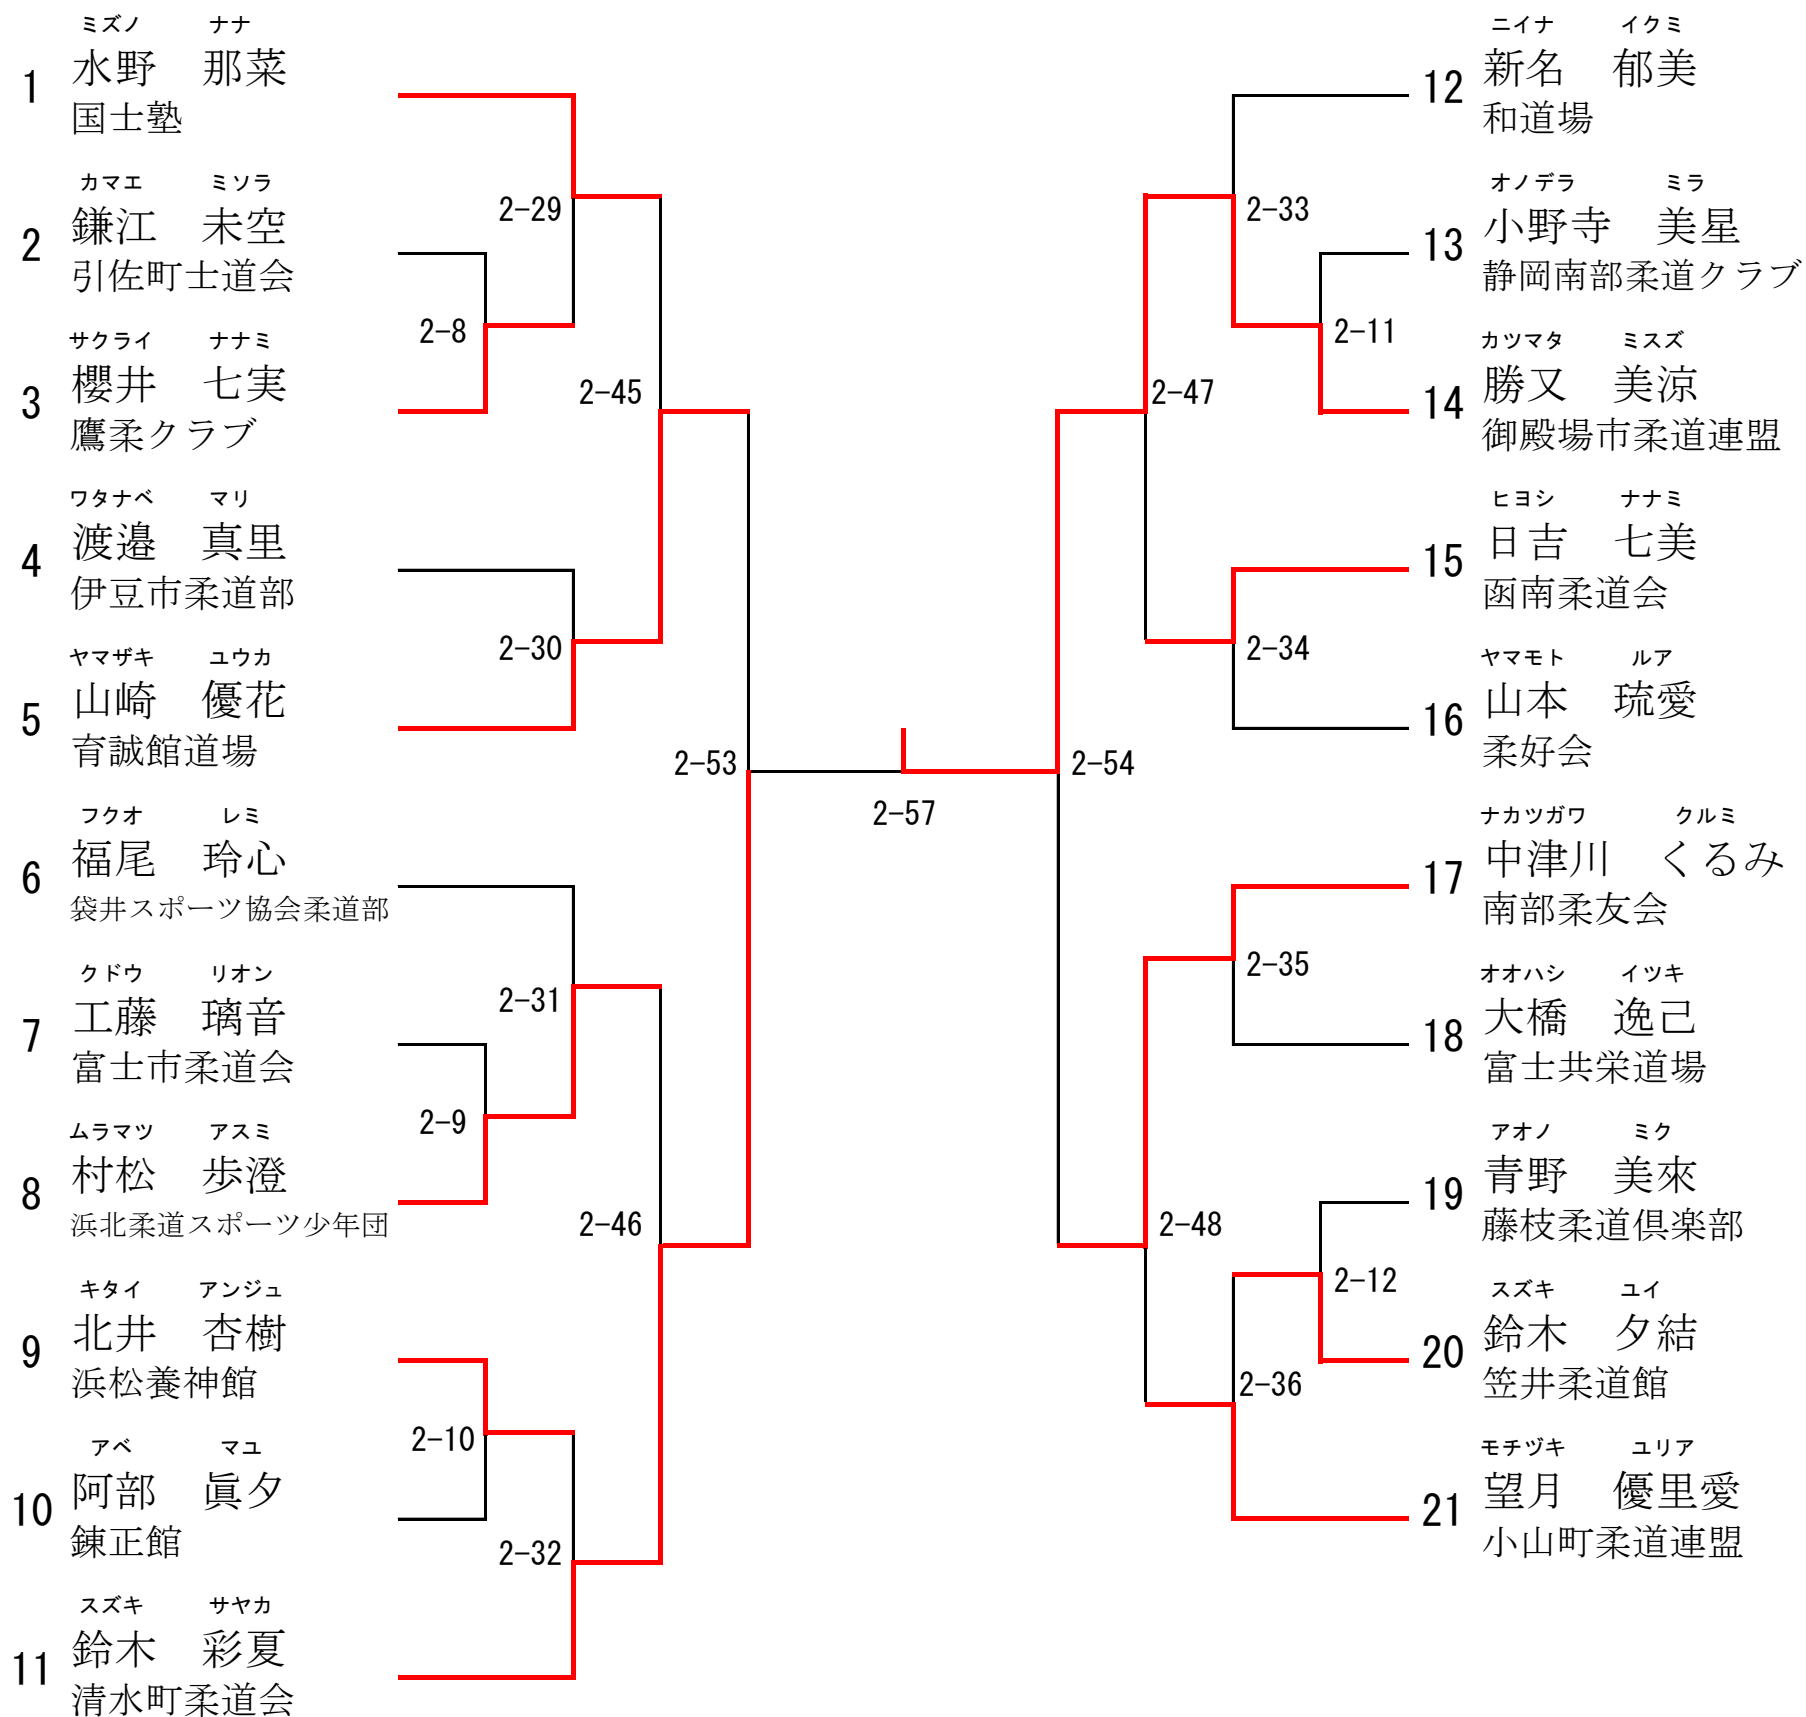 ミズノ ナナ
1 水野 那菜
国士塾
カマエ ミソラ
2 鎌江 未空
引佐町士道会
サクライ ナナミ
3 櫻井 七実
鷹柔クラブ
ワタナベ マリ
4 渡邉 真里
伊豆市柔道部
ヤマザキ ユウカ
5 山崎 優花
育誠館道場
フクオ レミ
6 福尾 玲心
袋井スポーツ協会柔道部
クドウ リオン
7 工藤 璃音
富士市柔道会
ムラマツ アスミ
8 村松 歩澄
浜北柔道スポーツ少年団
キタイ アンジュ
9 北井 杏樹
浜松養神館
アベ マユ
10 阿部 眞夕
錬正館
スズキ サヤカ
11 鈴木 彩夏
清水町柔道会
2-8
2-9
2-10
2-29
2-30
2-31
2-32
2-45
2-46
2-53
2-57
2-54
2-47
2-48
2-33
2-34
2-35
2-36
2-11
2-12
ニイナ イクミ
12 新名 郁美
和道場
オノデラ ミラ
13 小野寺 美星
静岡南部柔道クラブ
カツマタ ミスズ
14 勝又 美涼
御殿場市柔道連盟
ヒヨシ ナナミ
15 日吉 七美
函南柔道会
ヤマモト ルア
16 山本 琉愛
柔好会
ナカツガワ クルミ
17 中津川 くるみ
南部柔友会
オオハシ イツキ
18 大橋 逸己
富士共栄道場
アオノ ミク
19 青野 美來
藤枝柔道倶楽部
スズキ ユイ
20 鈴木 夕結
笠井柔道館
モチヅキ ユリア
21 望月 優里愛
小山町柔道連盟